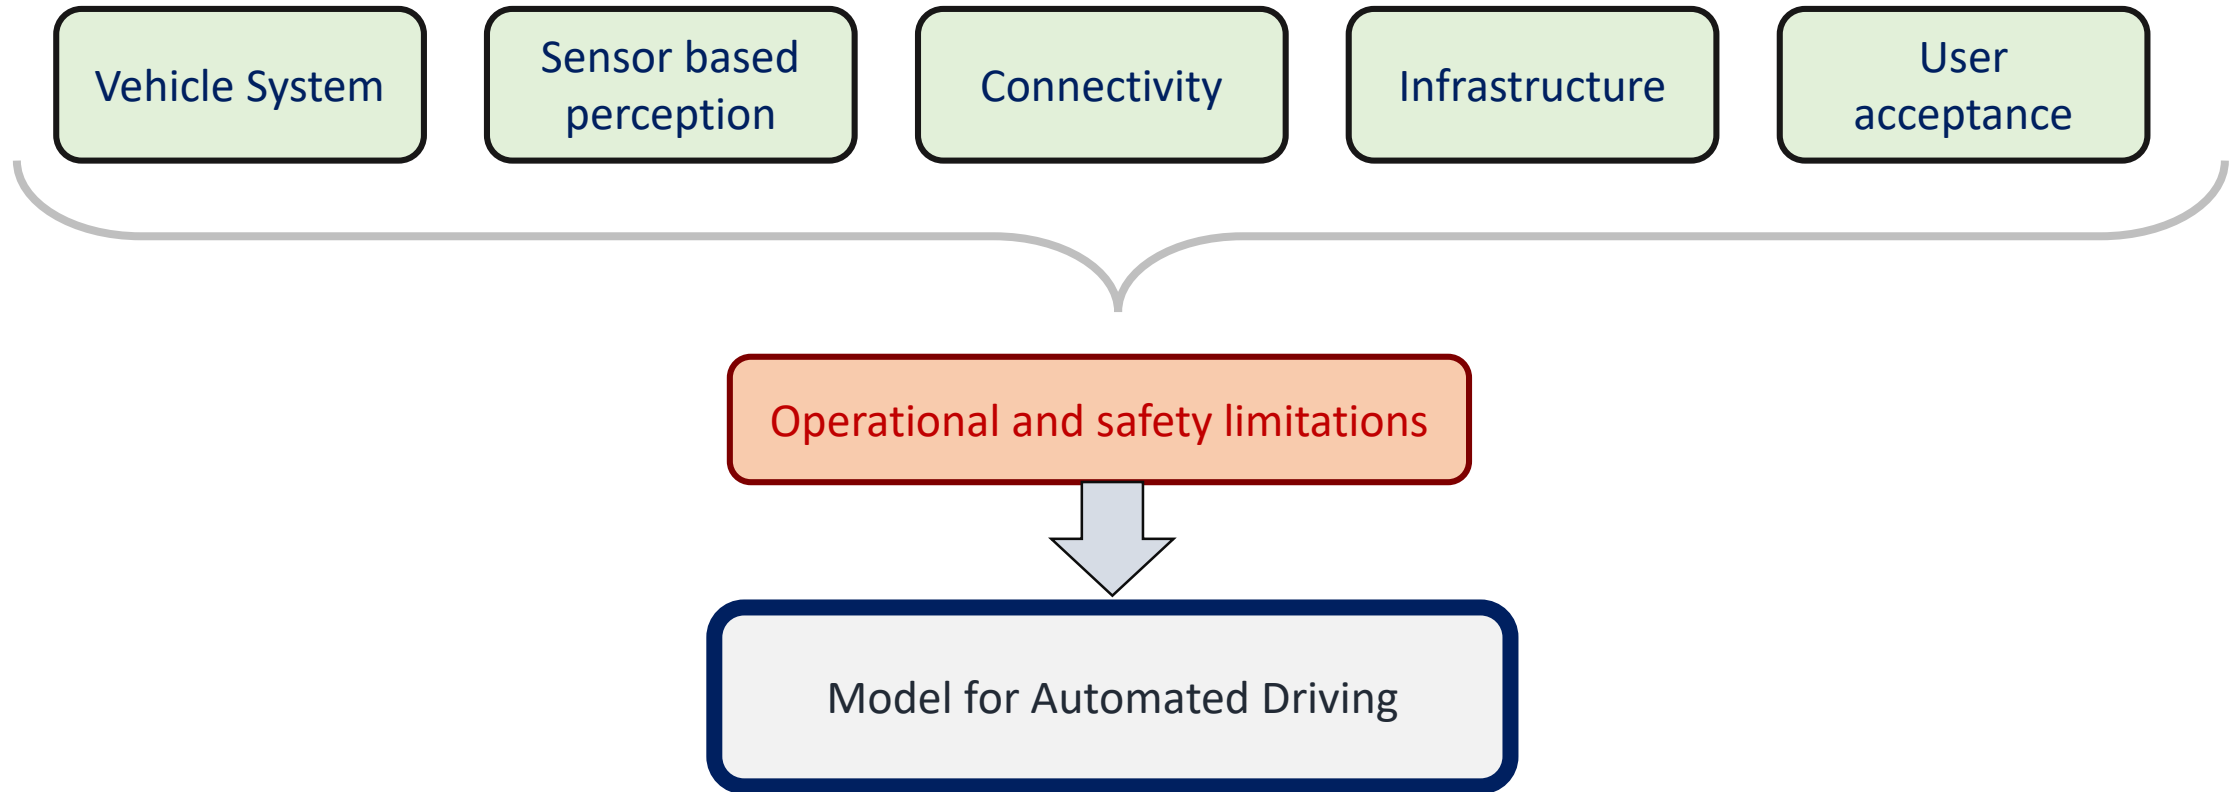 Vehicle System
Sensor based
perception
Connectivity
Infrastructure
User
acceptance
Operational and safety limitations
Model for Automated Driving